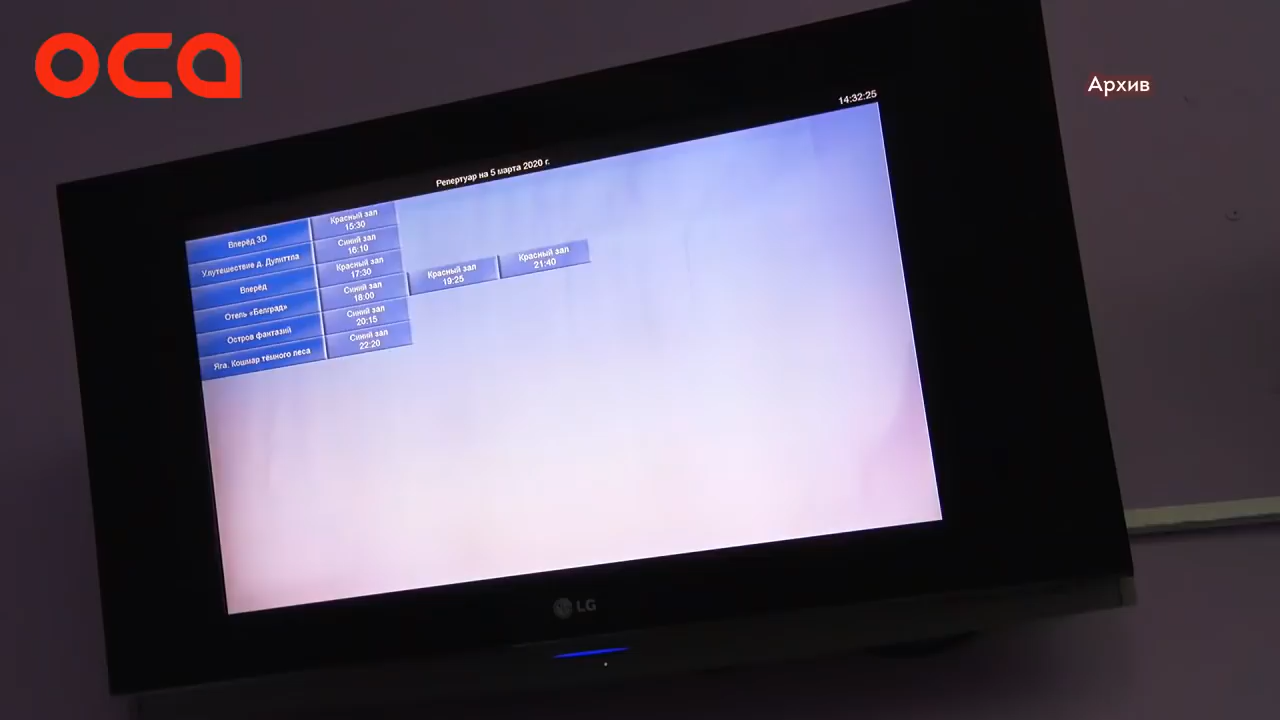 оса
Архив
14:32:25
Репертуар на 5 марта 2020 г.
Вперёд 3D
Красный зал
15:30
Улутешествие д. Дулиттла
Синий зал
16:10
Вперёд
Красный зал
17:30
Красный зал
19:25
Красный зал
21:40
Отель «Белград»
Синий зал
18:00
Остров фантазий
Синий зал
20:15
Яга. Кошмар тёмного леса
Синий зал
22:20
LG